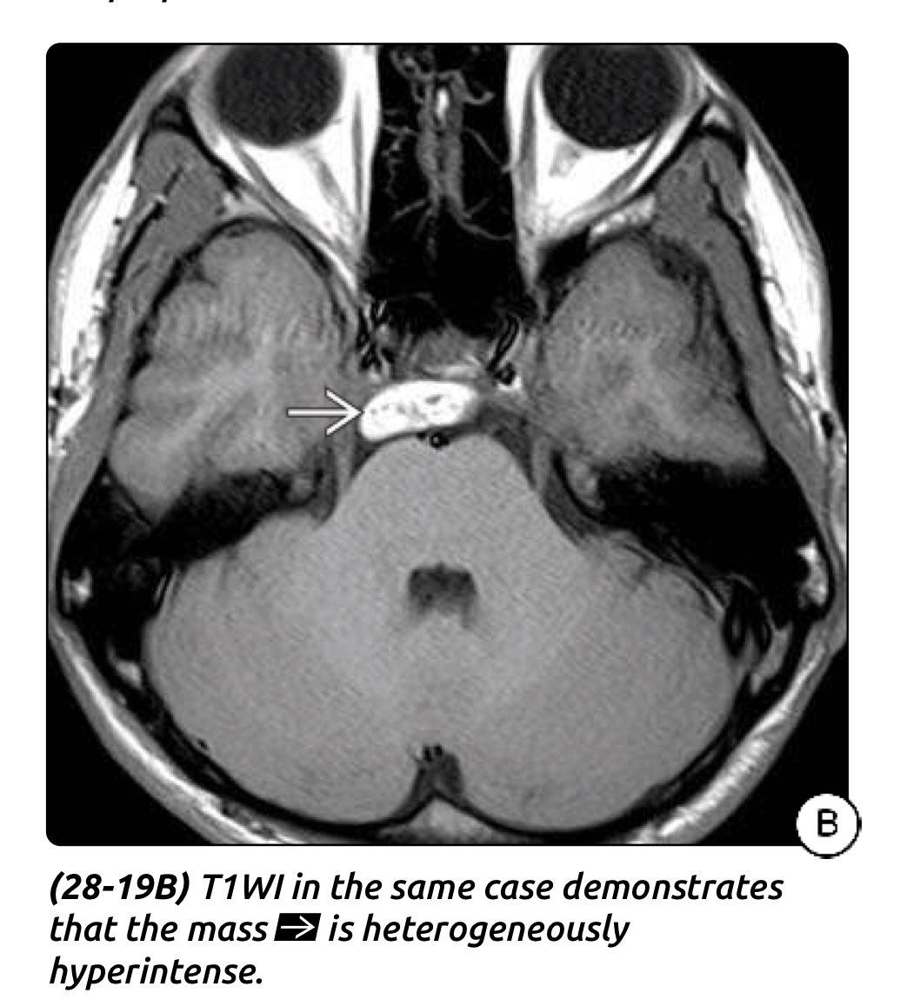 B
(28-19B) T1WI in the same case demonstrates
that the mass is heterogeneously
hyperintense.